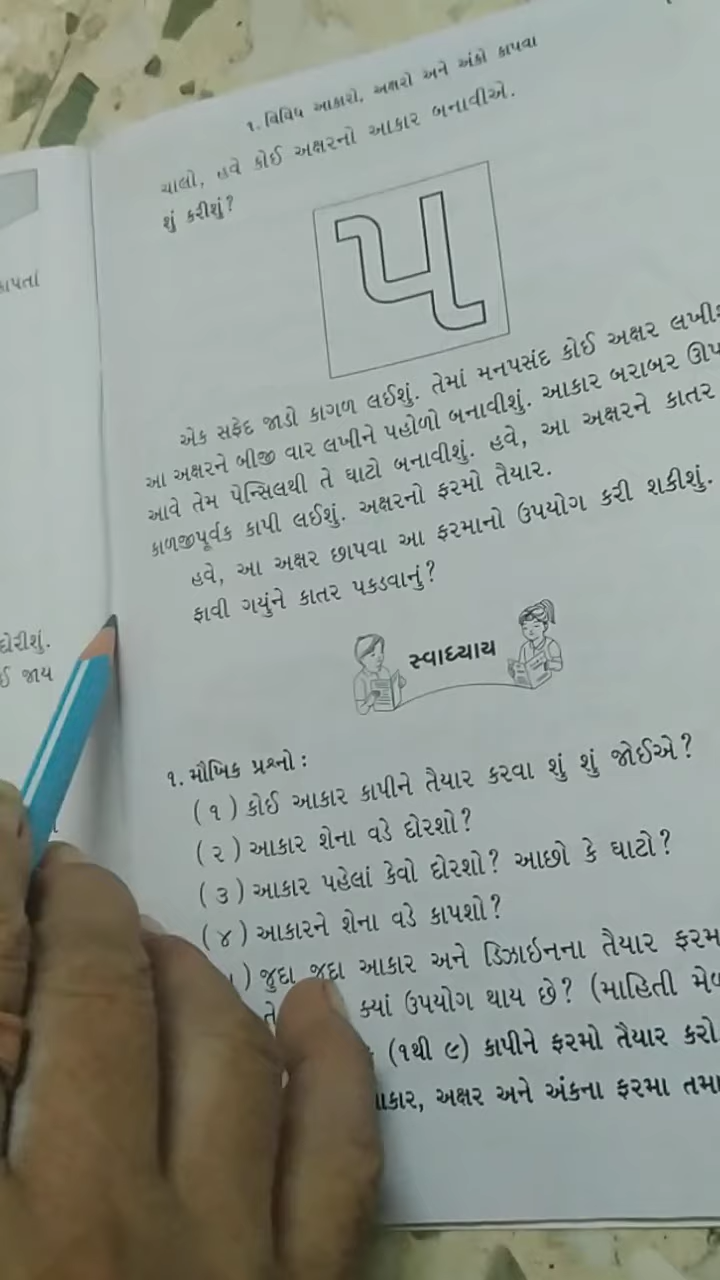 ૧. વિવિધ આકારો, અક્ષરો અને અંકો કાપવા
ચાલો, હવે કોઈ અક્ષરનો આકાર બનાવીએ.
શું કરીશું?
પ
એક સફેદ જાડો કાગળ લઈશું. તેમાં મનપસંદ કોઈ અક્ષર
આ અક્ષરને બીજી વાર લખીને પહોળો બનાવીશું. આકાર બરાબર
આવે તેમ પેન્સિલથી તે ઘાટો બનાવીશું. હવે, આ અક્ષરને કાતર
કાળજીપૂર્વક કાપી લઈશું. અક્ષરનો ફરમો તૈયાર.
હવે, આ અક્ષર છાપવા આ ફરમાનો ઉપયોગ કરી શકીશું.
ફાવી ગયુંને કાતર પકડવાનું?
દોરીશું.
જાય
સ્વાધ્યાય
૧. મૌખિક પ્રશ્નો :
(૧) કોઈ આકાર કાપીને તૈયાર કરવા શું શું જોઈએ?
(૨) આકાર શેના વડે દોરશો?
(૩) આકાર પહેલાં કેવો દોરશો? આછો કે ઘાટો?
(૪) આકારને શેના વડે કાપશો?
) જુદા જુદા આકાર અને ડિઝાઇનના તૈયાર
ક્યાં ઉપયોગ થાય છે? (માહિતી
(૧થી ૯) કાપીને ફરમો તૈયાર કરો
અક્ષર અને અંકના ફરમા